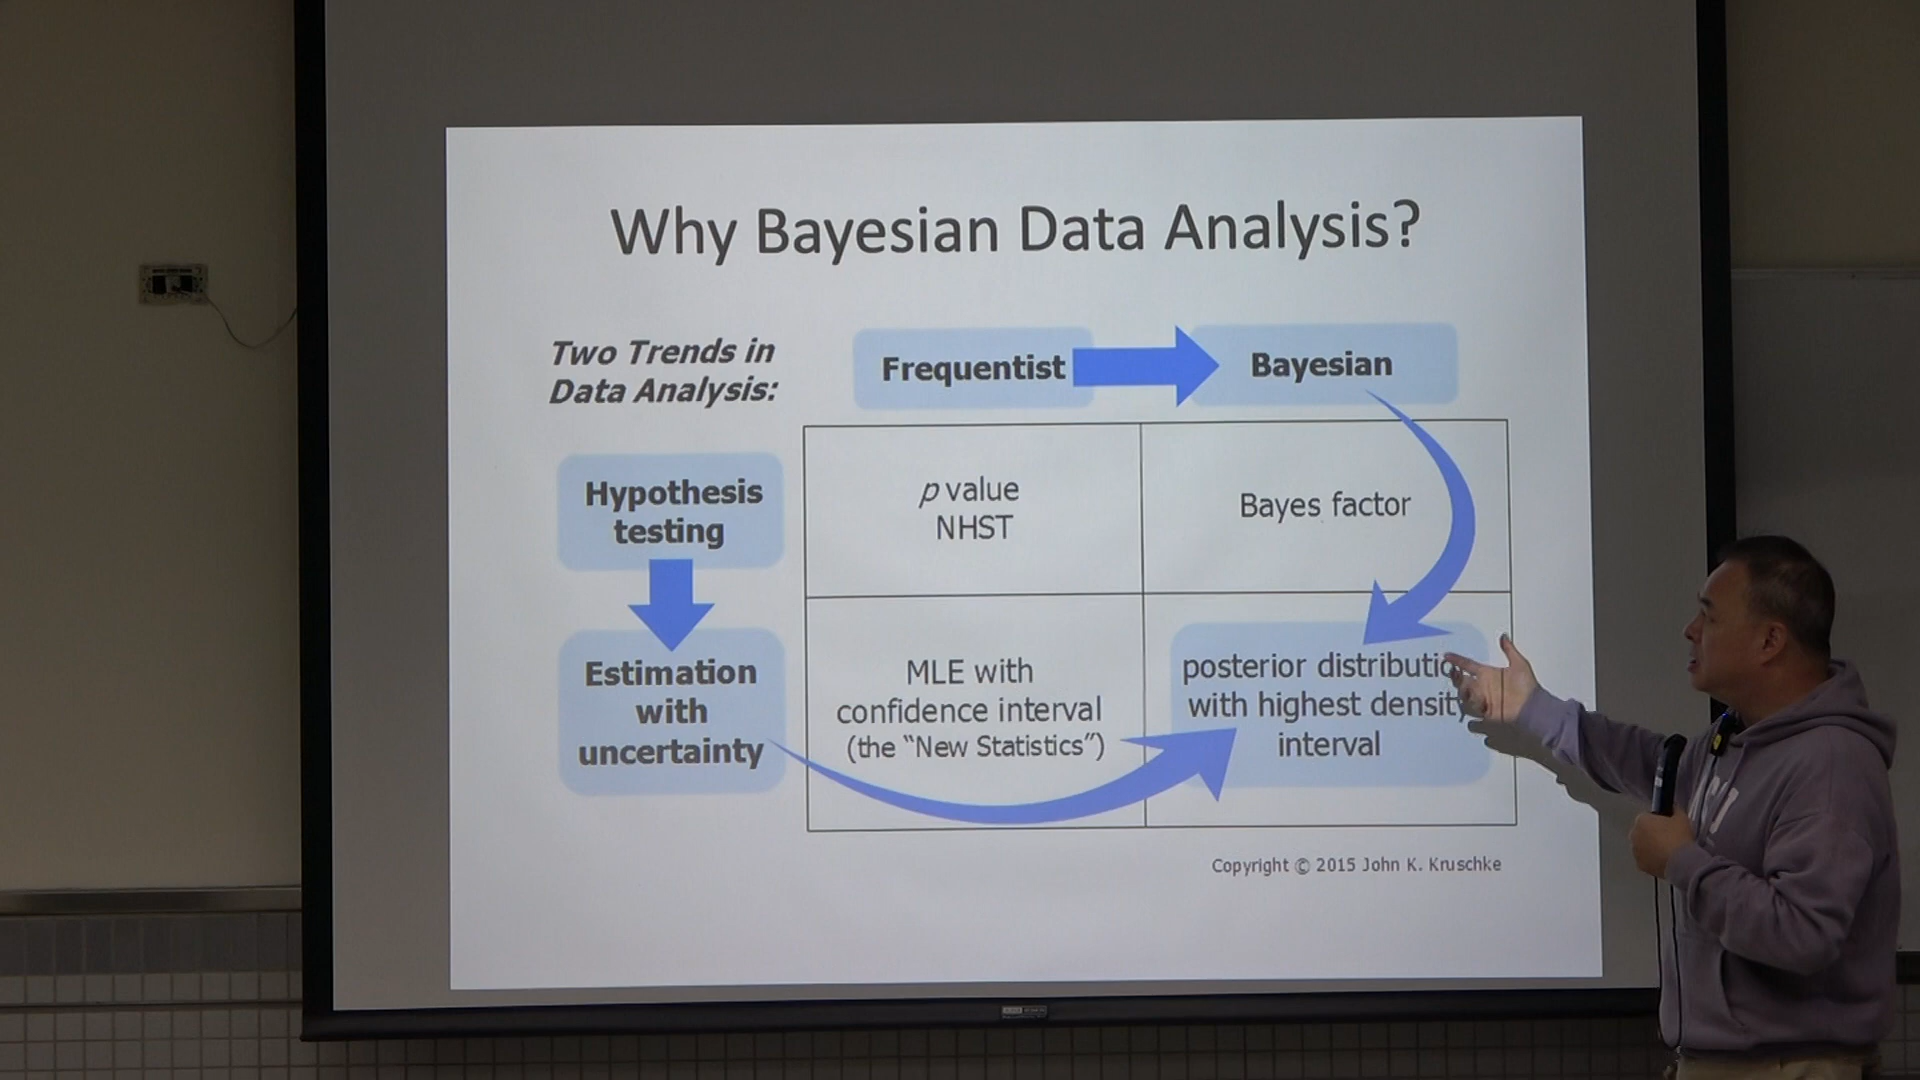 Why Bayesian Data Analysis?
Two Trends in
Data Analysis:
Frequentist
Bayesian
Hypothesis
testing
p value
NHST
Bayes factor
Estimation
with
uncertainty
MLE with
confidence interval
(the “New Statistics”)
posterior distributio
with highest density
interval
Copyright © 2015 John K. Kruschke